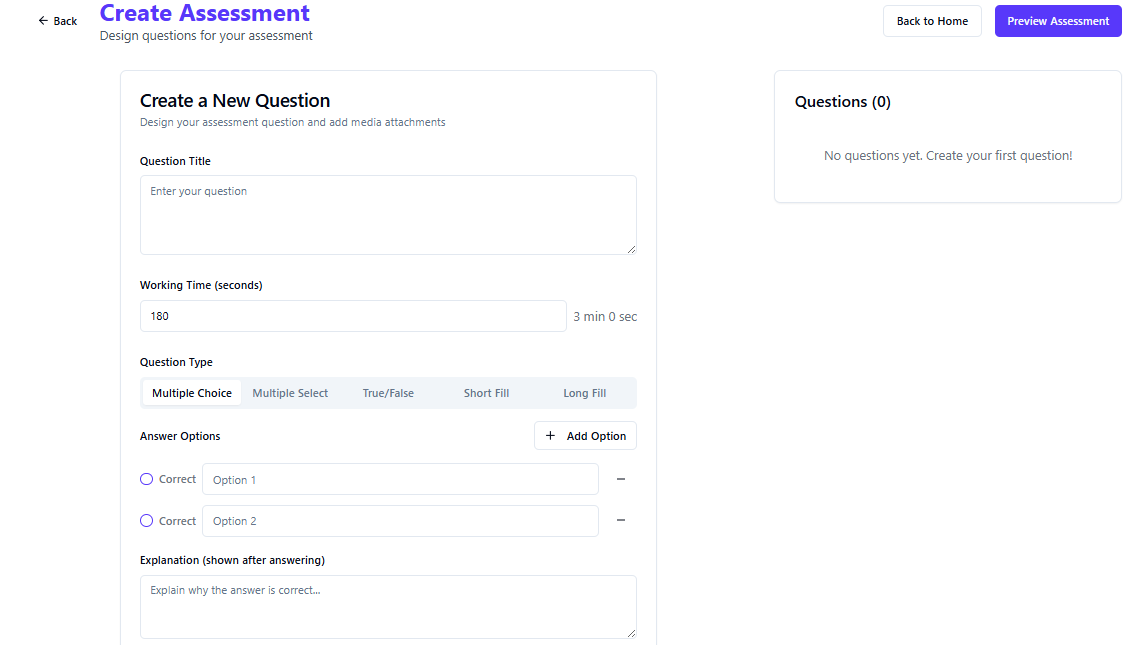 Back
Create Assessment
Design questions for your assessment
Back to Home
Preview Assessment
Create a New Question
Design your assessment question and add media attachments
Question Title
Enter your question
Working Time (seconds)
180
3 min 0 sec
Question Type
Multiple Choice
Multiple Select
True/False
Short Fill
Long Fill
Answer Options
Add Option
Correct
Option 1
Correct
Option 2
Explanation (shown after answering)
Explain why the answer is correct...
Questions (0)
No questions yet. Create your first question!